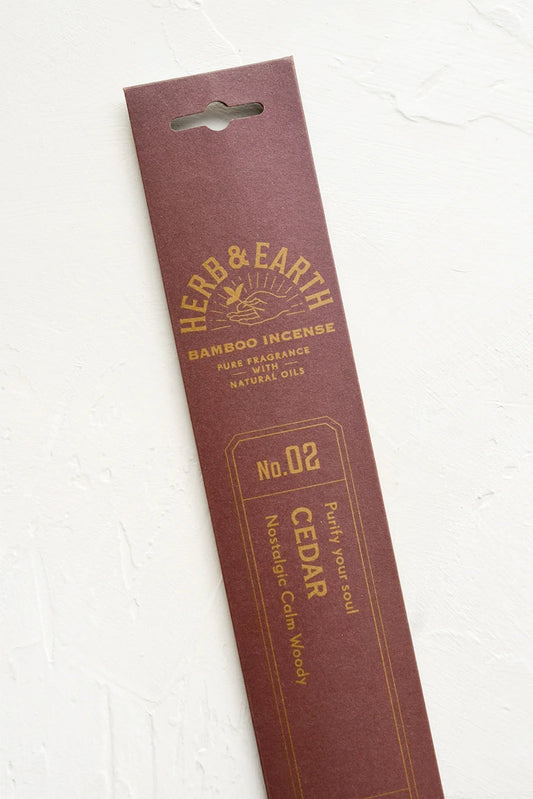 HERB & EARTH
BAMBOO INCENSE
PURE FRAGRANCE
— WITH —
NATURAL OILS
No.02
Purify your soul
CEDAR
Nostalgic Calm Woody